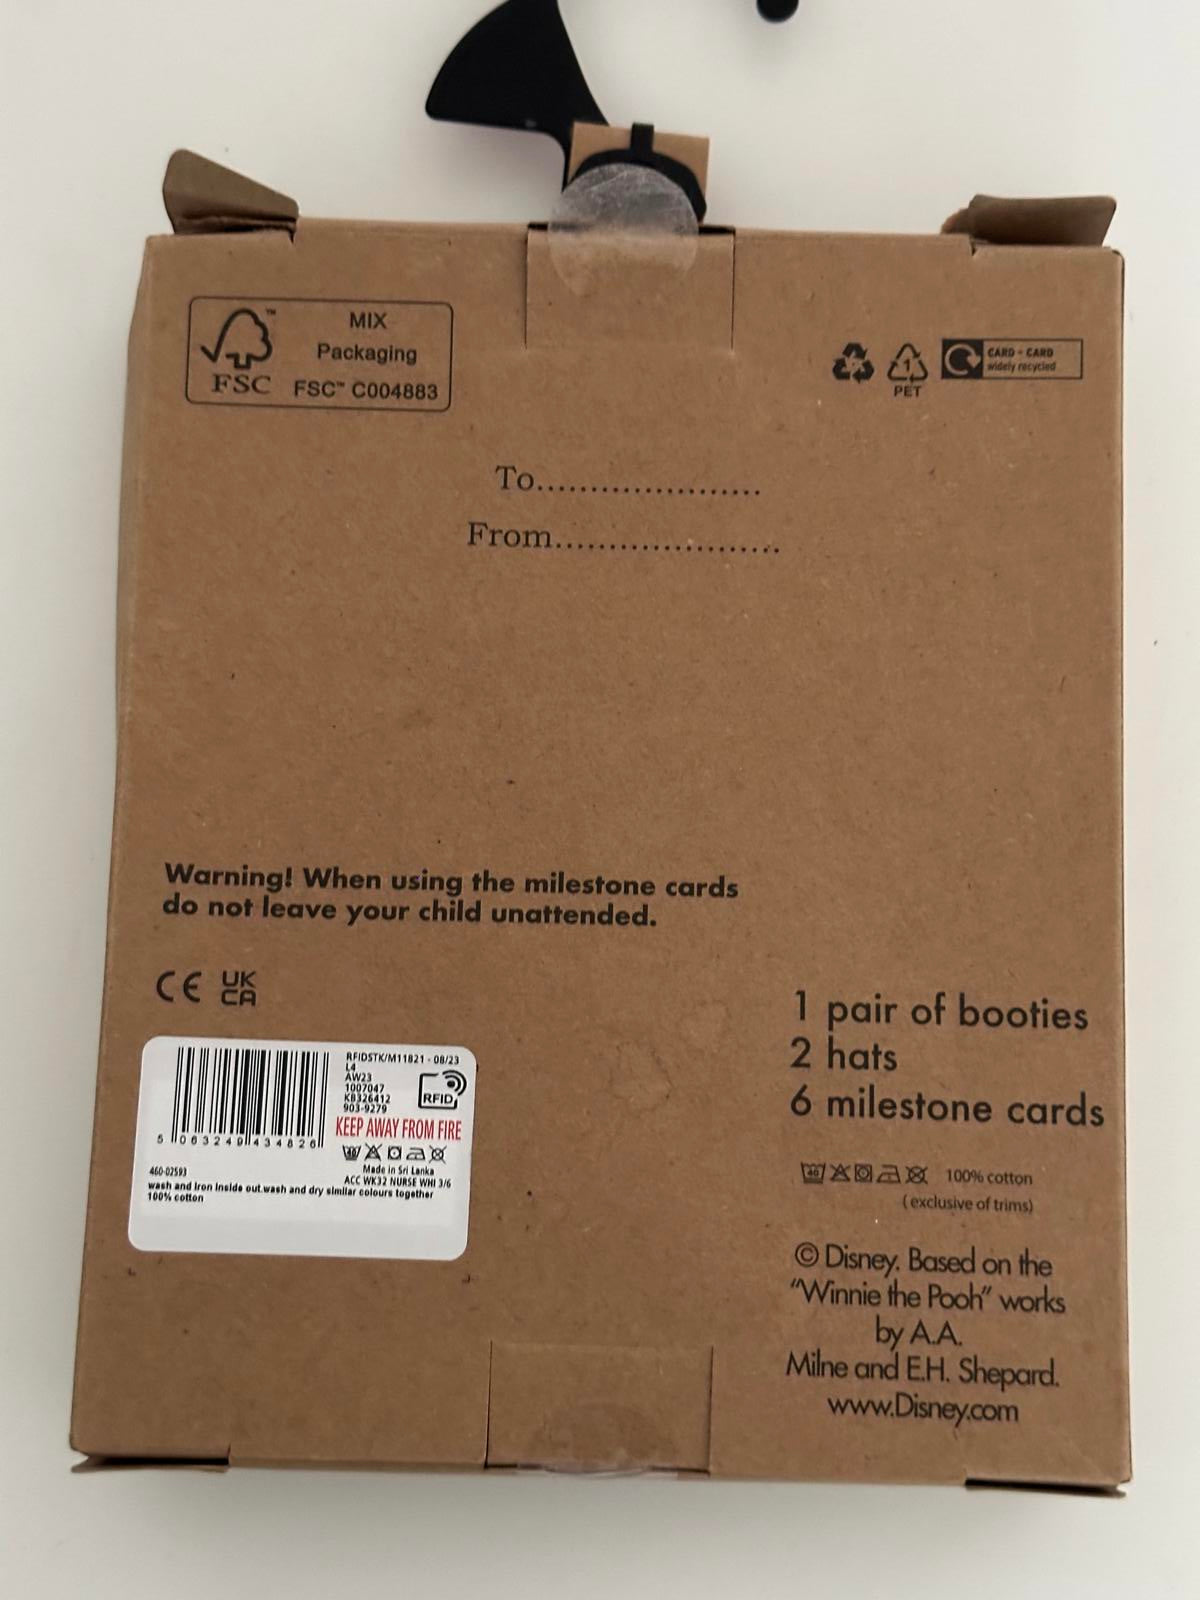 MIX
Packaging
FSC™ C004883
™
FSC
1
PET
CARD - CARD
widely recycled
To.....................
From.....................
Warning! When using the milestone cards
do not leave your child unattended.
CE UK
CA
1 pair of booties
2 hats
6 milestone cards
40 100% cotton
(exclusive of trims)
© Disney. Based on the
"Winnie the Pooh" works
by A.A.
Milne and E.H. Shepard.
www.Disney.com
RFIDSTK/M11821 - 08/23
L4
AW23
1007047
KB326412
903-9279
RFID
KEEP AWAY FROM FIRE
5 063249 434826
40
Made in Sri Lanka
460-02593
ACC WK32 NURSE WHI 3/6
wash and iron inside out.wash and dry similar colours together
100% cotton